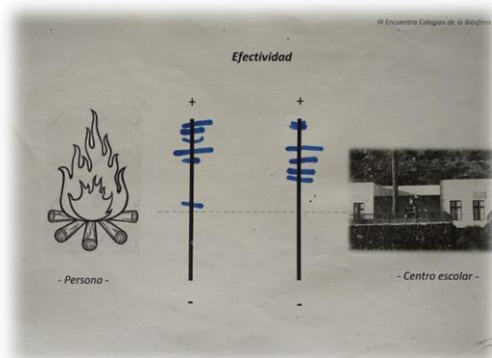 III Encuentro Colegios de la Biosfera
Efectividad
+ +
- Persona -
- Centro escolar -
- -